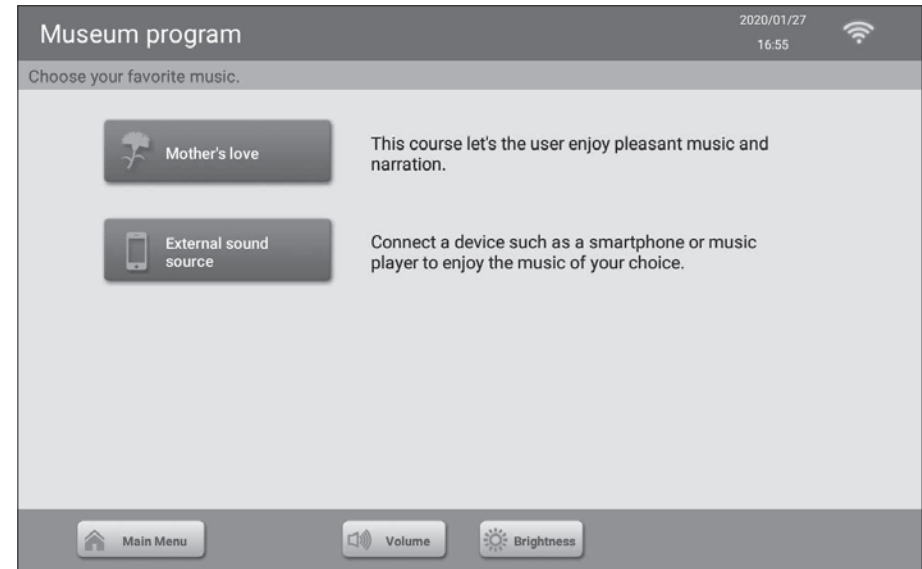 Museum program
2020/01/27
16:55
Choose your favorite music.
Mother's love
This course let's the user enjoy pleasant music and
narration.
External sound
source
Connect a device such as a smartphone or music
player to enjoy the music of your choice.
Main Menu
Volume
Brightness